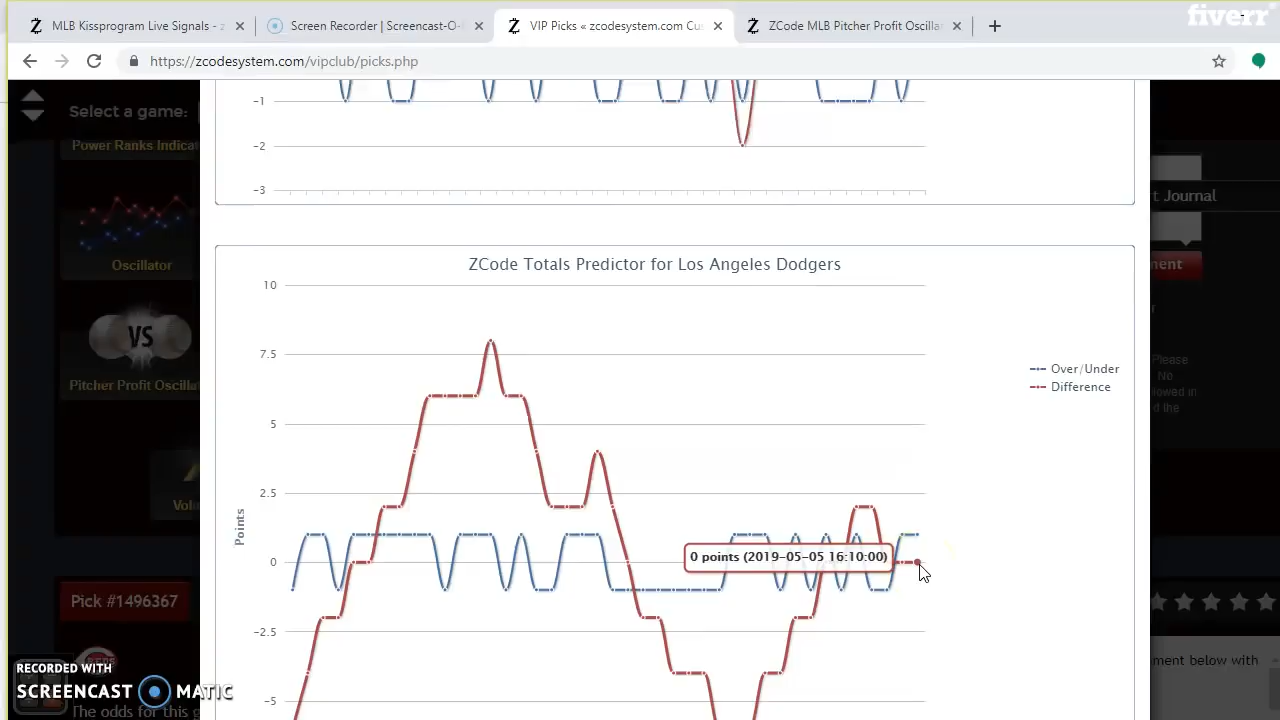 fiverr
MLB Kissprogram Live Signals - z
Screen Recorder | Screencast-O-
VIP Picks « zcodesystem.com Cus
ZCode MLB Pitcher Profit Oscillat
https://zcodesystem.com/vipclub/picks.php
Select a game:
Power Ranks Indica
Oscillator
VS
Pitcher Profit Oscilla
Volu
Pick #1496367
REDS
RECORDED WITH
SCREENCAST MATIC
The odds for this g
-1
-2
-3
ZCode Totals Predictor for Los Angeles Dodgers
10
7.5
5
2.5
0
-2.5
-5
Points
Over/Under
Difference
0 points (2019-05-05 16:10:00)
t Journal
ment
r
Please
No
lowed in
d the
ment below with